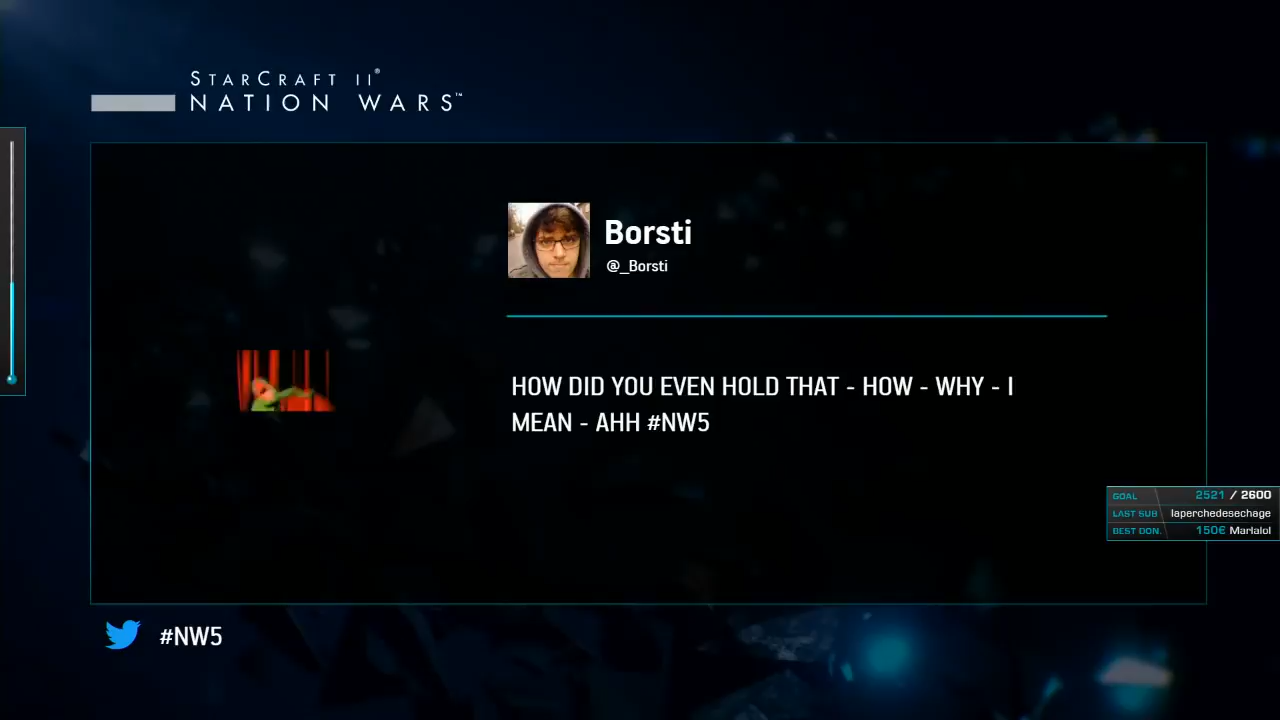 STARCRAFT II®
NATION WARS™
Borsti
@_Borsti
HOW DID YOU EVEN HOLD THAT - HOW - WHY - I
MEAN - AHH #NW5
GOAL 2521 / 2600
LAST SUB laperchedesechage
BEST DON. 150€ Marlalol
#NW5